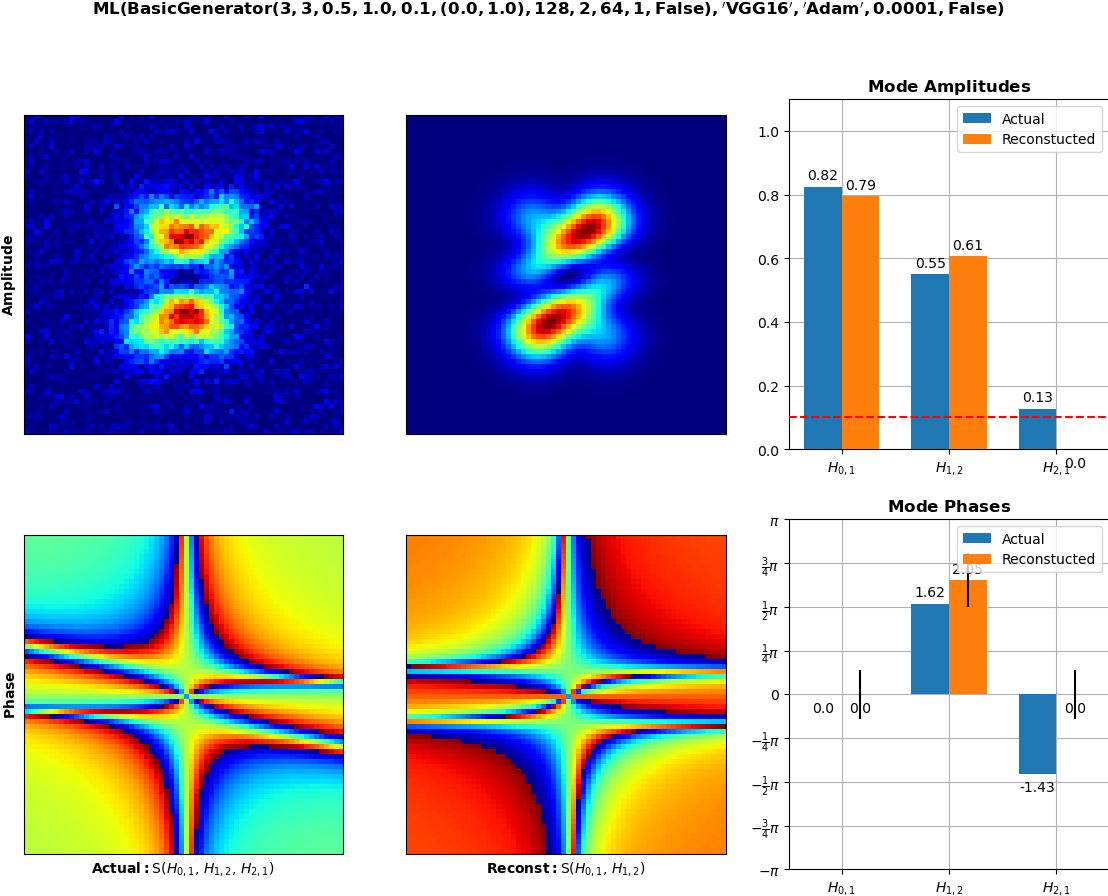 ML(BasicGenerator(3, 3, 0.5, 1.0, 0.1, (0.0, 1.0), 128, 2, 64, 1, False), ′VGG16′, ′Adam′, 0.0001, False)
Amplitude
Mode Amplitudes
Actual
Reconstucted
1.0
0.8
0.6
0.4
0.2
0.0
0.82
0.79
0.55
0.61
0.13
0.0
H0, 1
H1, 2
H2, 1
Phase
Actual: S(H0, 1, H1, 2, H2, 1)
Reconst: S(H0, 1, H1, 2)
Mode Phases
Actual
Reconstucted
π
3/4π
1/2π
1/4π
0
−1/4π
−1/2π
−3/4π
−π
0.0
0.0
1.62
2.05
-1.43
0.0
H0, 1
H1, 2
H2, 1